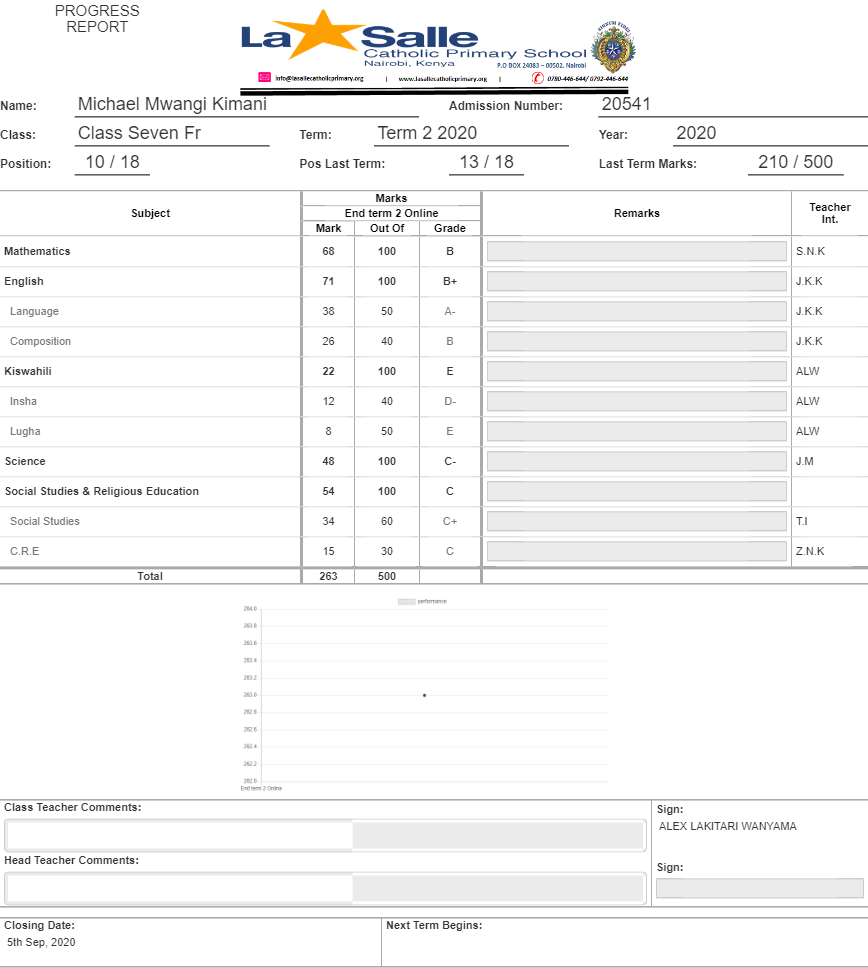 PROGRESS
REPORT
La Salle
Catholic Primary School
Nairobi, Kenya
P.O BOX 24083 – 00502, Nairobi
info@lasallecatholicprimary.org | www.lasallecatholicprimary.org | 0780-446-644/ 0792-446-644
Name: Michael Mwangi Kimani Admission Number: 20541
Class: Class Seven Fr Term: Term 2 2020 Year: 2020
Position: 10 / 18 Pos Last Term: 13 / 18 Last Term Marks: 210 / 500
Subject Marks Remarks Teacher Int.
End term 2 Online
Mark Out Of Grade
Mathematics 68 100 B S.N.K
English 71 100 B+ J.K.K
Language 38 50 A- J.K.K
Composition 26 40 B J.K.K
Kiswahili 22 100 E ALW
Insha 12 40 D- ALW
Lugha 8 50 E ALW
Science 48 100 C- J.M
Social Studies & Religious Education 54 100 C
Social Studies 34 60 C+ T.I
C.R.E 15 30 C Z.N.K
Total 263 500
performance
264.0
263.8
263.6
263.4
263.2
263.0
262.8
262.6
262.4
262.2
262.0
End term 2 Online
Class Teacher Comments: Sign:
ALEX LAKITARI WANYAMA
Head Teacher Comments:
Sign:
Closing Date: Next Term Begins:
5th Sep, 2020